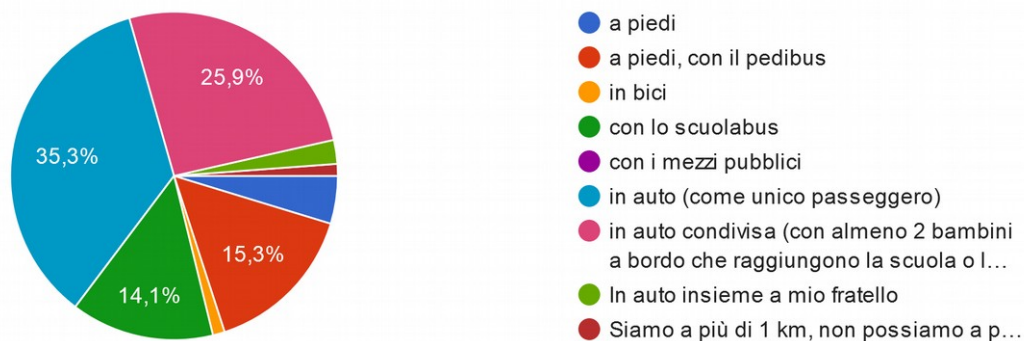 25,9%
35,3%
15,3%
14,1%
a piedi
a piedi, con il pedibus
in bici
con lo scuolabus
con i mezzi pubblici
in auto (come unico passeggero)
in auto condivisa (con almeno 2 bambini
a bordo che raggiungono la scuola o l…
In auto insieme a mio fratello
Siamo a più di 1 km, non possiamo a p…